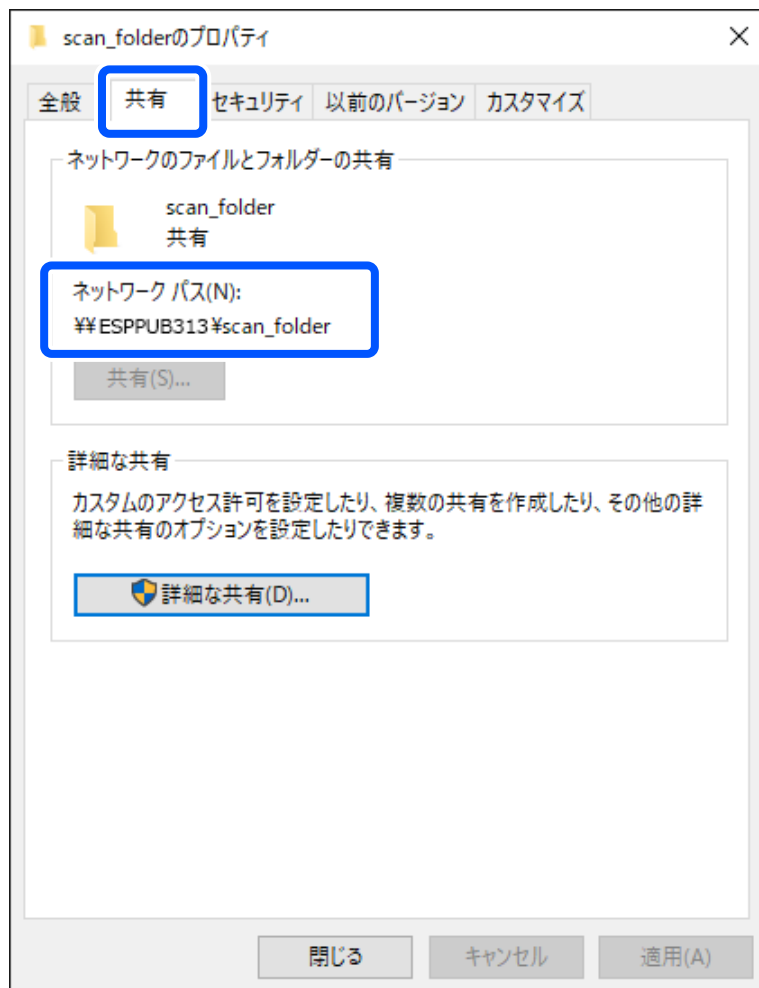 scan_folderのプロパティ
全般 共有 セキュリティ 以前のバージョン カスタマイズ
ネットワークのファイルとフォルダーの共有
scan_folder
共有
ネットワーク パス(N):
¥¥ESPPUB313¥scan_folder
共有(S)...
詳細な共有
カスタムのアクセス許可を設定したり、複数の共有を作成したり、その他の詳
細な共有のオプションを設定したりできます。
詳細な共有(D)...
閉じる キャンセル 適用(A)